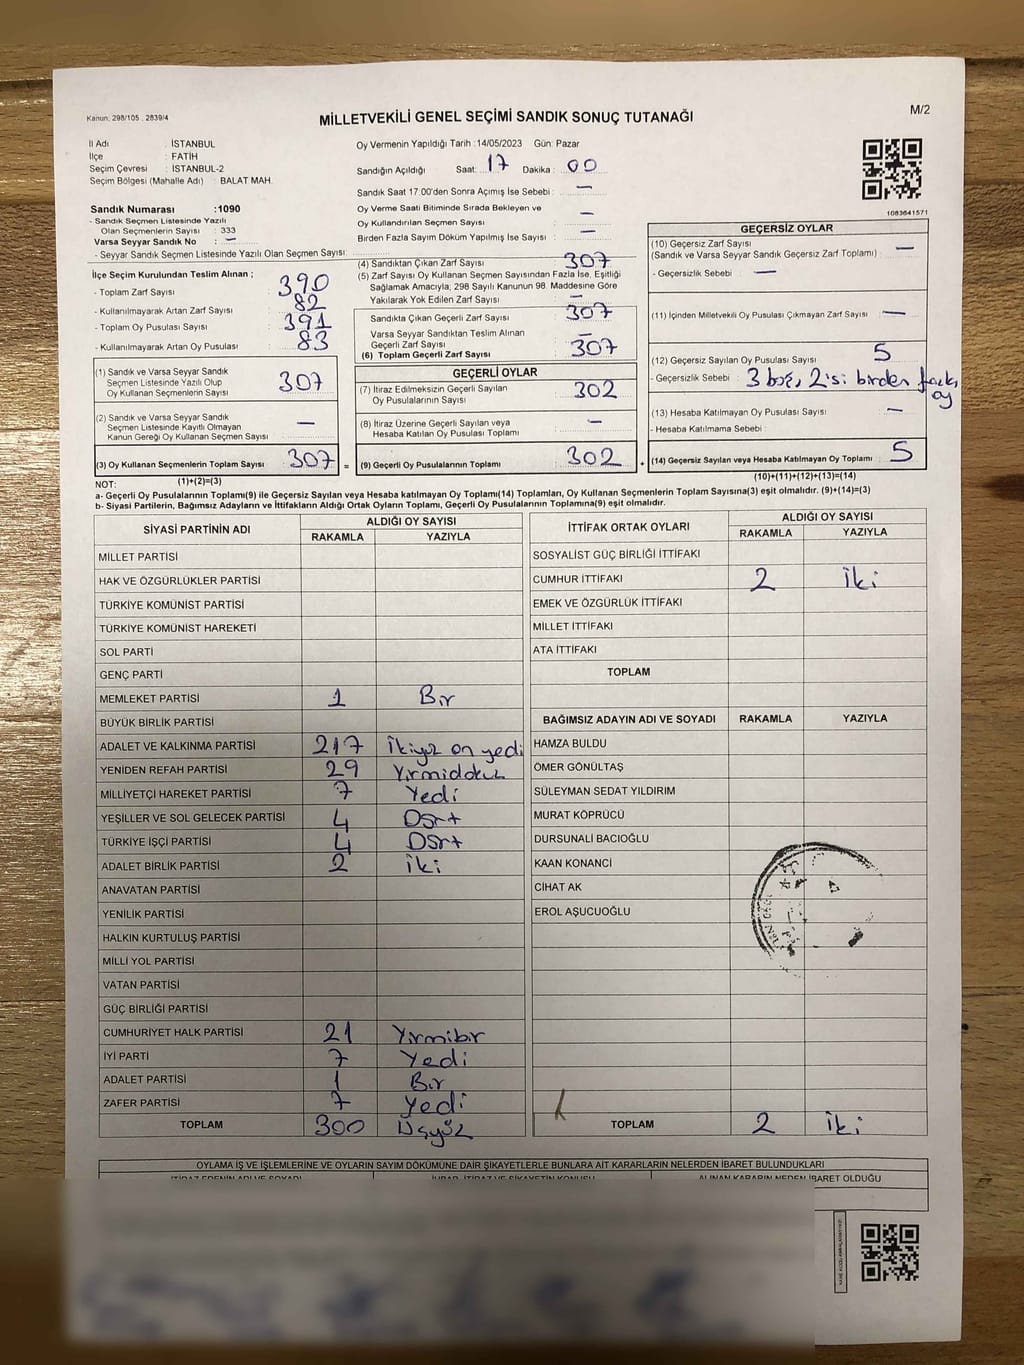 Kanun; 298/105 , 2839/4
MİLLETVEKİLİ GENEL SEÇİMİ SANDIK SONUÇ TUTANAĞI
M/2
İl Adı : İSTANBUL
İlçe : FATİH
Seçim Çevresi : İSTANBUL-2
Seçim Bölgesi (Mahalle Adı) : BALAT MAH.
Oy Vermenin Yapıldığı Tarih :14/05/2023 Gün: Pazar
Sandığın Açıldığı Saat: 17 Dakika : 00
Sandık Saat 17:00'den Sonra Açımış İse Sebebi : —
Oy Verme Saati Bitiminde Sırada Bekleyen ve
Oy Kullandırılan Seçmen Sayısı : —
Birden Fazla Sayım Döküm Yapılmış İse Sayısı : —
1083641571
Sandık Numarası :1090
- Sandık Seçmen Listesinde Yazılı
Olan Seçmenlerin Sayısı : 333
Varsa Seyyar Sandık No : —
- Seyyar Sandık Seçmen Listesinde Yazılı Olan Seçmen Sayısı
İlçe Seçim Kurulundan Teslim Alınan ;
- Toplam Zarf Sayısı : 390
- Kullanılmayarak Artan Zarf Sayısı : 82
- Toplam Oy Pusulası Sayısı : 391
- Kullanılmayarak Artan Oy Pusulası : 83
(4) Sandıktan Çıkan Zarf Sayısı 307
(5) Zarf Sayısı Oy Kullanan Seçmen Sayısından Fazla İse, Eşitliği
Sağlamak Amacıyla; 298 Sayılı Kanunun 98. Maddesine Göre
Yakılarak Yok Edilen Zarf Sayısı : —
Sandıkta Çıkan Geçerli Zarf Sayısı : 307
Varsa Seyyar Sandıktan Teslim Alınan
Geçerli Zarf Sayısı : —
(6) Toplam Geçerli Zarf Sayısı : 307
GEÇERSİZ OYLAR
(10) Geçersiz Zarf Sayısı
(Sandık ve Varsa Seyyar Sandık Geçersiz Zarf Toplamı) : —
- Geçersizlik Sebebi : —
(11) İçinden Milletvekili Oy Pusulası Çıkmayan Zarf Sayısı : —
(12) Geçersiz Sayılan Oy Pusulası Sayısı : 5
- Geçersizlik Sebebi : 3 boş, 2'si birden fazla
oy
(13) Hesaba Katılmayan Oy Pusulası Sayısı : —
- Hesaba Katılmama Sebebi :
(14) Geçersiz Sayılan veya Hesaba Katılmayan Oy Toplamı : 5
(10)+(11)+(12)+(13)=(14)
(1) Sandık ve Varsa Seyyar Sandık
Seçmen Listesinde Yazılı Olup
Oy Kullanan Seçmenlerin Sayısı : 307
(2) Sandık ve Varsa Seyyar Sandık
Seçmen Listesinde Kayıtlı Olmayan
Kanun Gereği Oy Kullanan Seçmen Sayısı : —
(3) Oy Kullanan Seçmenlerin Toplam Sayısı : 307 =
(1)+(2)=(3)
GEÇERLİ OYLAR
(7) İtiraz Edilmeksizin Geçerli Sayılan
Oy Pusulalarının Sayısı : 302
(8) İtiraz Üzerine Geçerli Sayılan veya
Hesaba Katılan Oy Pusulası Toplamı : —
(9) Geçerli Oy Pusulalarının Toplamı : 302 +
NOT:
a- Geçerli Oy Pusulalarının Toplamı(9) ile Geçersiz Sayılan veya Hesaba katılmayan Oy Toplamı(14) Toplamları, Oy Kullanan Seçmenlerin Toplam Sayısına(3) eşit olmalıdır. (9)+(14)=(3)
b- Siyasi Partilerin, Bağımsız Adayların ve İttifakların Aldığı Ortak Oyların Toplamı, Geçerli Oy Pusulalarının Toplamına(9) eşit olmalıdır.
SİYASİ PARTİNİN ADI ALDIĞI OY SAYISI
RAKAMLA YAZIYLA
MİLLET PARTİSİ
HAK VE ÖZGÜRLÜKLER PARTİSİ
TÜRKİYE KOMÜNİST PARTİSİ
TÜRKİYE KOMÜNİST HAREKETİ
SOL PARTİ
GENÇ PARTİ
MEMLEKET PARTİSİ 1 Bir
BÜYÜK BİRLİK PARTİSİ
ADALET VE KALKINMA PARTİSİ 217 İkiyüz on yedi
YENİDEN REFAH PARTİSİ 29 Yirmidokuz
MİLLİYETÇİ HAREKET PARTİSİ 7 Yedi
YEŞİLLER VE SOL GELECEK PARTİSİ 4 Dört
TÜRKİYE İŞÇİ PARTİSİ 4 Dört
ADALET BİRLİK PARTİSİ 2 İki
ANAVATAN PARTİSİ
YENİLİK PARTİSİ
HALKIN KURTULUŞ PARTİSİ
MİLLİ YOL PARTİSİ
VATAN PARTİSİ
GÜÇ BİRLİĞİ PARTİSİ
CUMHURİYET HALK PARTİSİ 21 Yirmibir
İYİ PARTİ 7 Yedi
ADALET PARTİSİ 1 Bir
ZAFER PARTİSİ 7 Yedi
TOPLAM 300 Üçyüz
İTTİFAK ORTAK OYLARI ALDIĞI OY SAYISI
RAKAMLA YAZIYLA
SOSYALİST GÜÇ BİRLİĞİ İTTİFAKI
CUMHUR İTTİFAKI 2 İki
EMEK VE ÖZGÜRLÜK İTTİFAKI
MİLLET İTTİFAKI
ATA İTTİFAKI
TOPLAM
BAĞIMSIZ ADAYIN ADI VE SOYADI RAKAMLA YAZIYLA
HAMZA BULDU
ÖMER GÖNÜLTAŞ
SÜLEYMAN SEDAT YILDIRIM
MURAT KÖPRÜCÜ
DURSUNALİ BACIOĞLU
KAAN KONANCİ
CİHAT AK
EROL AŞUCUOĞLU
TOPLAM 2 İki
OYLAMA İŞ VE İŞLEMLERİNE VE OYLARIN SAYIM DÖKÜMÜNE DAİR ŞİKAYETLERLE BUNLARA AİT KARARLARIN NELERDEN İBARET BULUNDUKLARI
İTİRAZ EDENİN ADI VE SOYADI İHBAR, İTİRAZ VE ŞİKAYETİN KONUSU ALINAN KARARIN NEDEN İBARET OLDUĞU